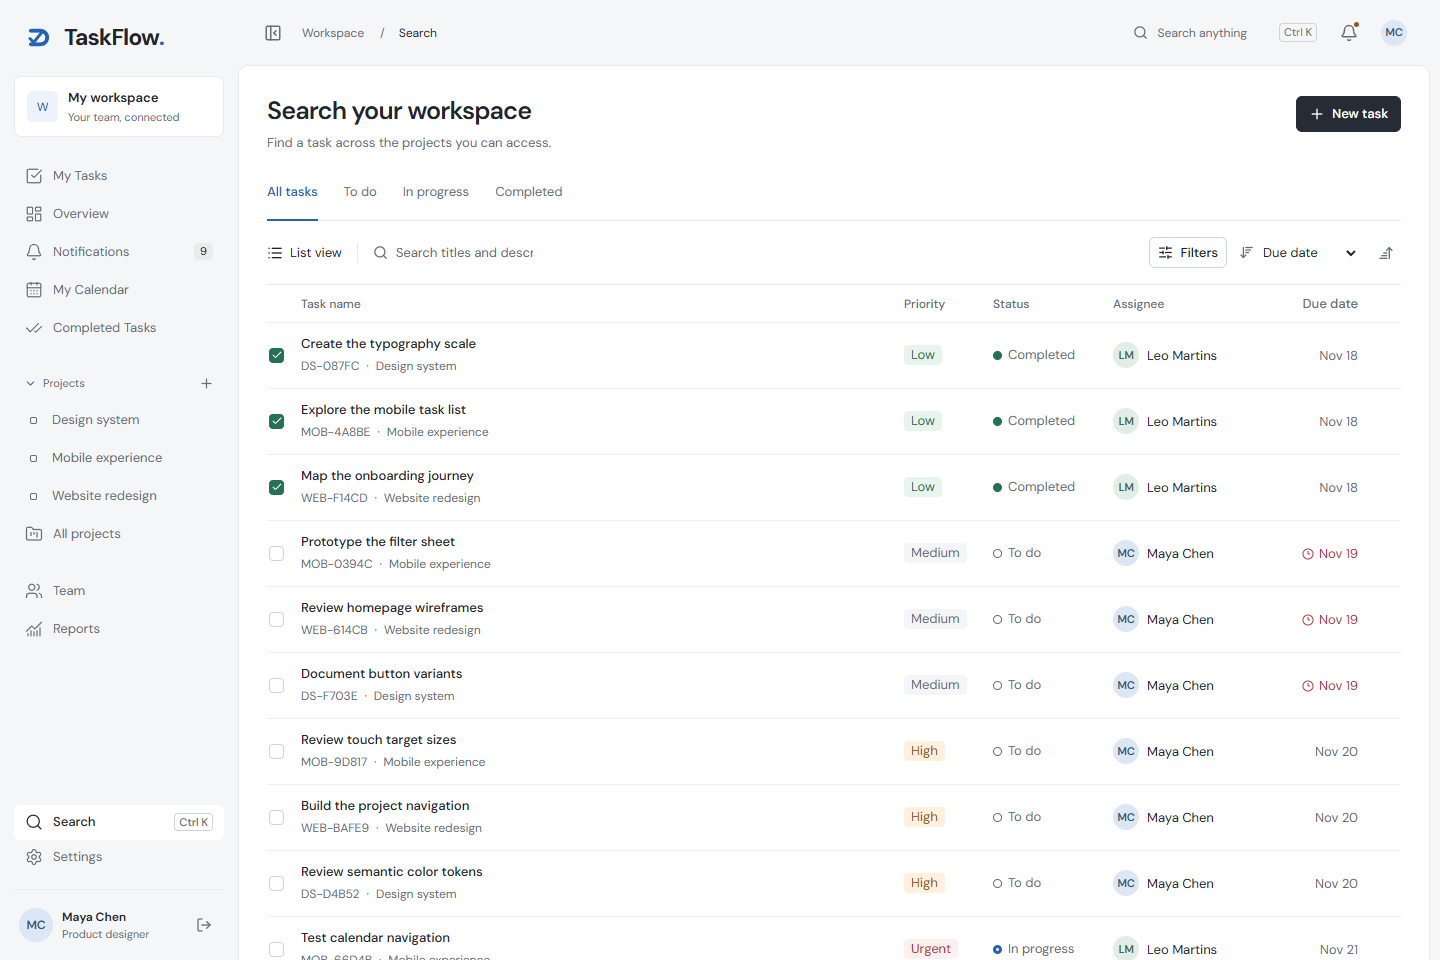 TaskFlow.
W
My workspace
Your team, connected
My Tasks
Overview
Notifications 9
My Calendar
Completed Tasks
Projects
Design system
Mobile experience
Website redesign
All projects
Team
Reports
Search Ctrl K
Settings
MC
Maya Chen
Product designer
Workspace / Search
Search anything Ctrl K MC
Search your workspace
Find a task across the projects you can access.
New task
All tasks To do In progress Completed
List view Search titles and descr Filters Due date
Task name Priority Status Assignee Due date
Create the typography scale
DS-087FC · Design system
Low Completed LM Leo Martins Nov 18
Explore the mobile task list
MOB-4A8BE · Mobile experience
Low Completed LM Leo Martins Nov 18
Map the onboarding journey
WEB-F14CD · Website redesign
Low Completed LM Leo Martins Nov 18
Prototype the filter sheet
MOB-0394C · Mobile experience
Medium To do MC Maya Chen Nov 19
Review homepage wireframes
WEB-614CB · Website redesign
Medium To do MC Maya Chen Nov 19
Document button variants
DS-F703E · Design system
Medium To do MC Maya Chen Nov 19
Review touch target sizes
MOB-9D817 · Mobile experience
High To do MC Maya Chen Nov 20
Build the project navigation
WEB-BAFE9 · Website redesign
High To do MC Maya Chen Nov 20
Review semantic color tokens
DS-D4B52 · Design system
High To do MC Maya Chen Nov 20
Test calendar navigation
MOB-66D4B · Mobile experience
Urgent In progress LM Leo Martins Nov 21